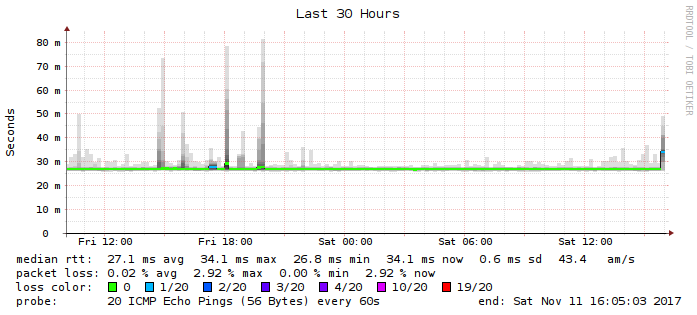 Last 30 Hours
RRDTOOL / TOBI OETIKER
Seconds
80 m
70 m
60 m
50 m
40 m
30 m
20 m
10 m
0
Fri 12:00 Fri 18:00 Sat 00:00 Sat 06:00 Sat 12:00
median rtt: 27.1 ms avg 34.1 ms max 26.8 ms min 34.1 ms now 0.6 ms sd 43.4 am/s
packet loss: 0.02 % avg 2.92 % max 0.00 % min 2.92 % now
loss color: 0 1/20 2/20 3/20 4/20 10/20 19/20
probe: 20 ICMP Echo Pings (56 Bytes) every 60s end: Sat Nov 11 16:05:03 2017